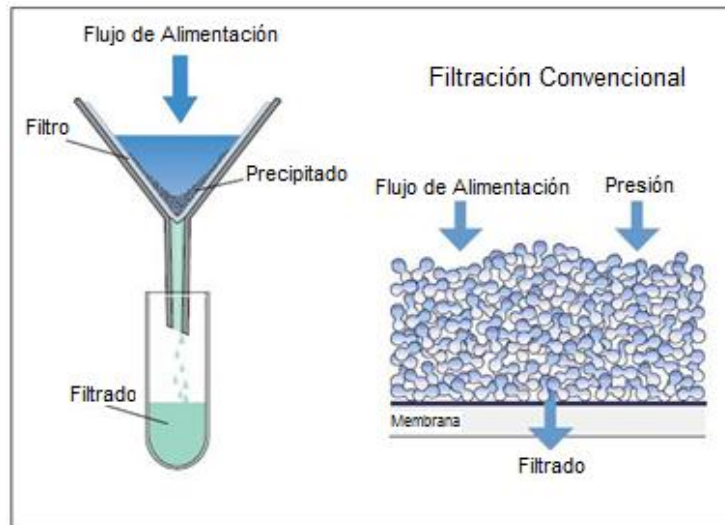 Flujo de Alimentación
Filtro
Precipitado
Filtrado
Filtración Convencional
Flujo de Alimentación
Presión
Membrana
Filtrado